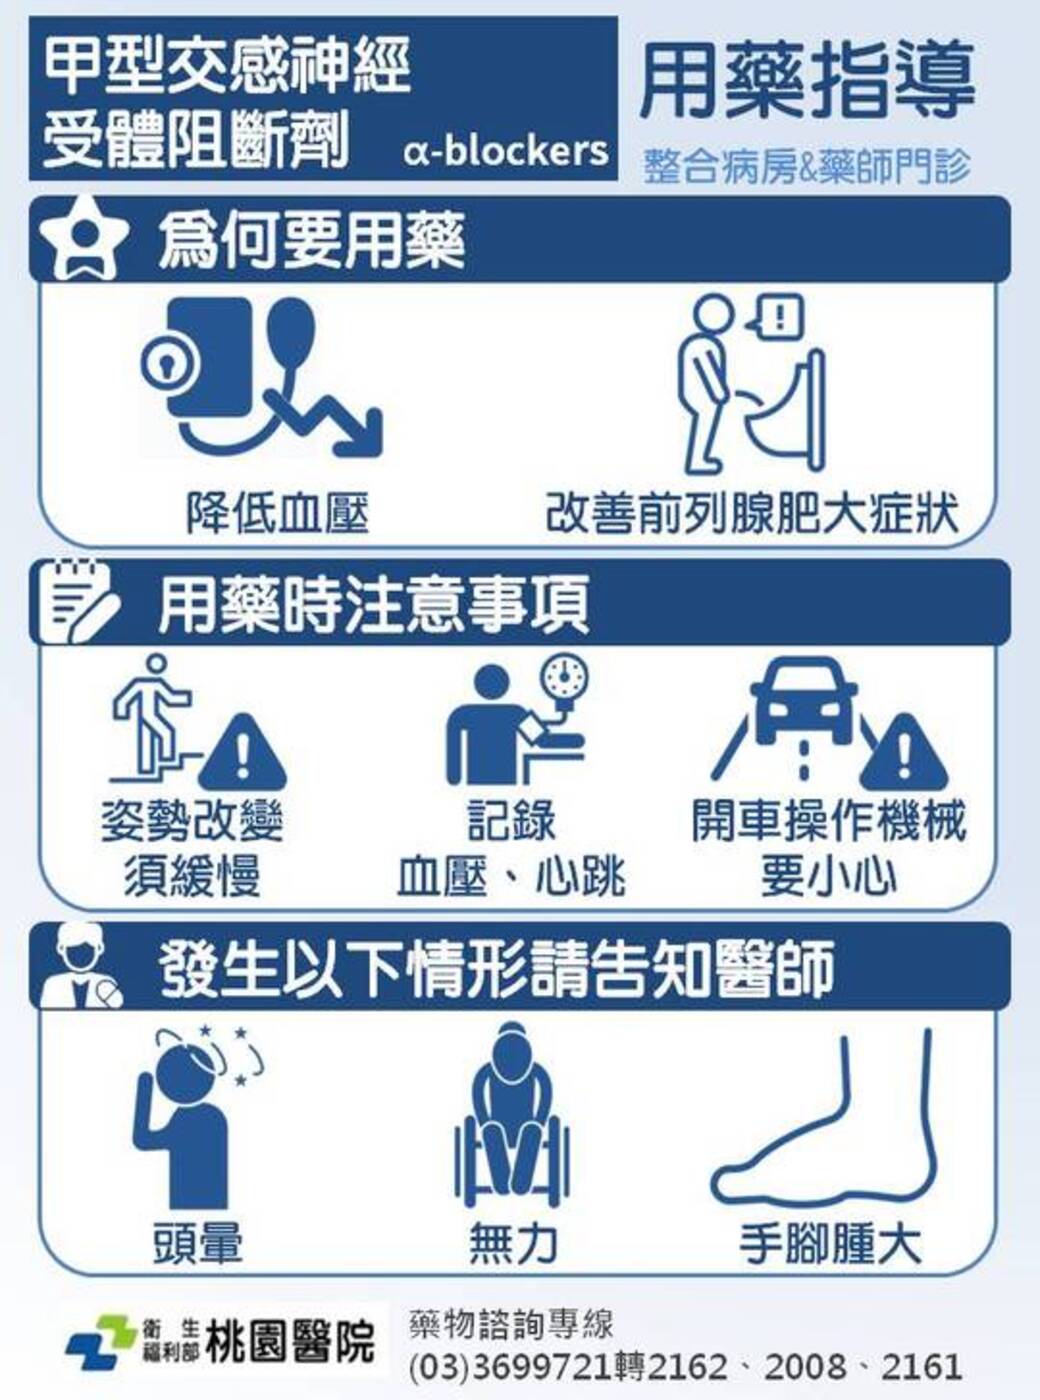 甲型交感神經
受體阻斷劑 α-blockers
用藥指導
整合病房&藥師門診
為何要用藥
降低血壓
改善前列腺肥大症狀
用藥時注意事項
姿勢改變
須緩慢
記錄
血壓、心跳
開車操作機械
要小心
發生以下情形請告知醫師
頭暈
無力
手腳腫大
衛生
福利部
桃園醫院
藥物諮詢專線
(03)3699721轉2162、2008、2161